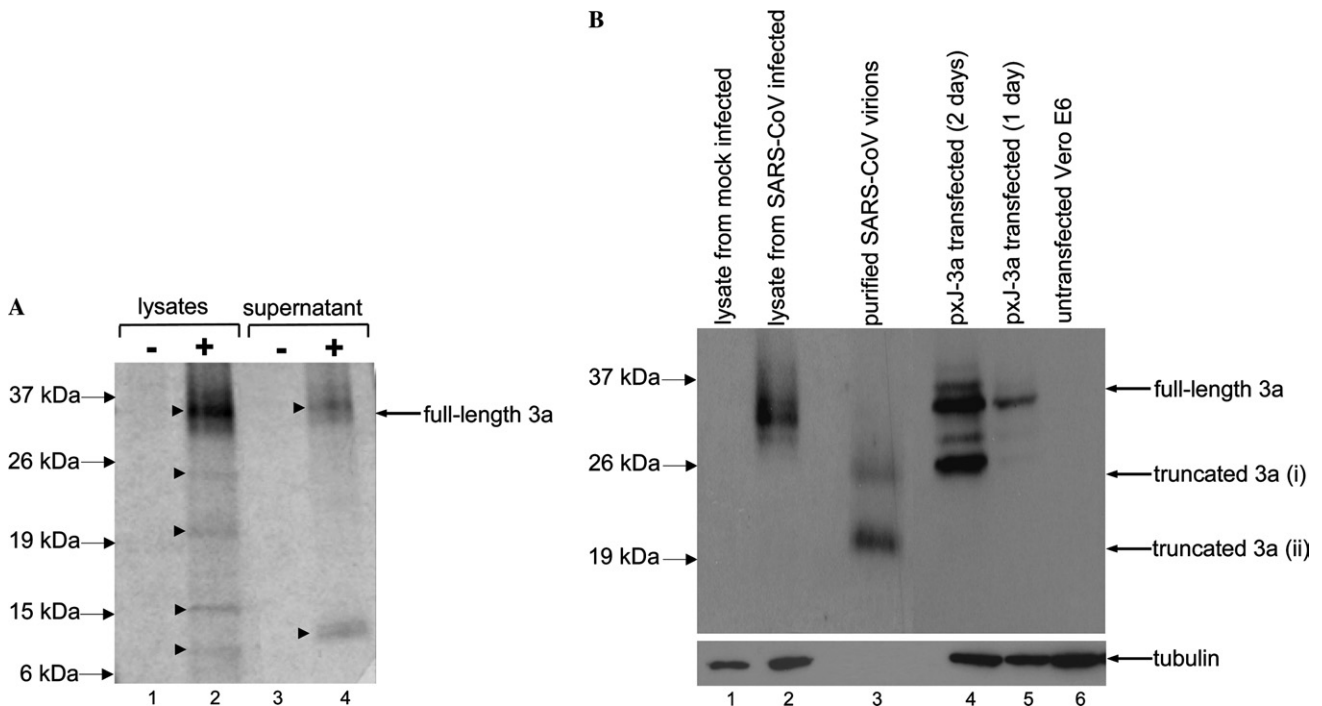 A
lysates supernatant
- + - +
37 kDa
full-length 3a
26 kDa
19 kDa
15 kDa
6 kDa
1 2 3 4
B
lysate from mock infected
lysate from SARS-CoV infected
purified SARS-CoV virions
pxJ-3a transfected (2 days)
pxJ-3a transfected (1 day)
untransfected Vero E6
37 kDa
full-length 3a
26 kDa
truncated 3a (i)
truncated 3a (ii)
19 kDa
tubulin
1 2 3 4 5 6